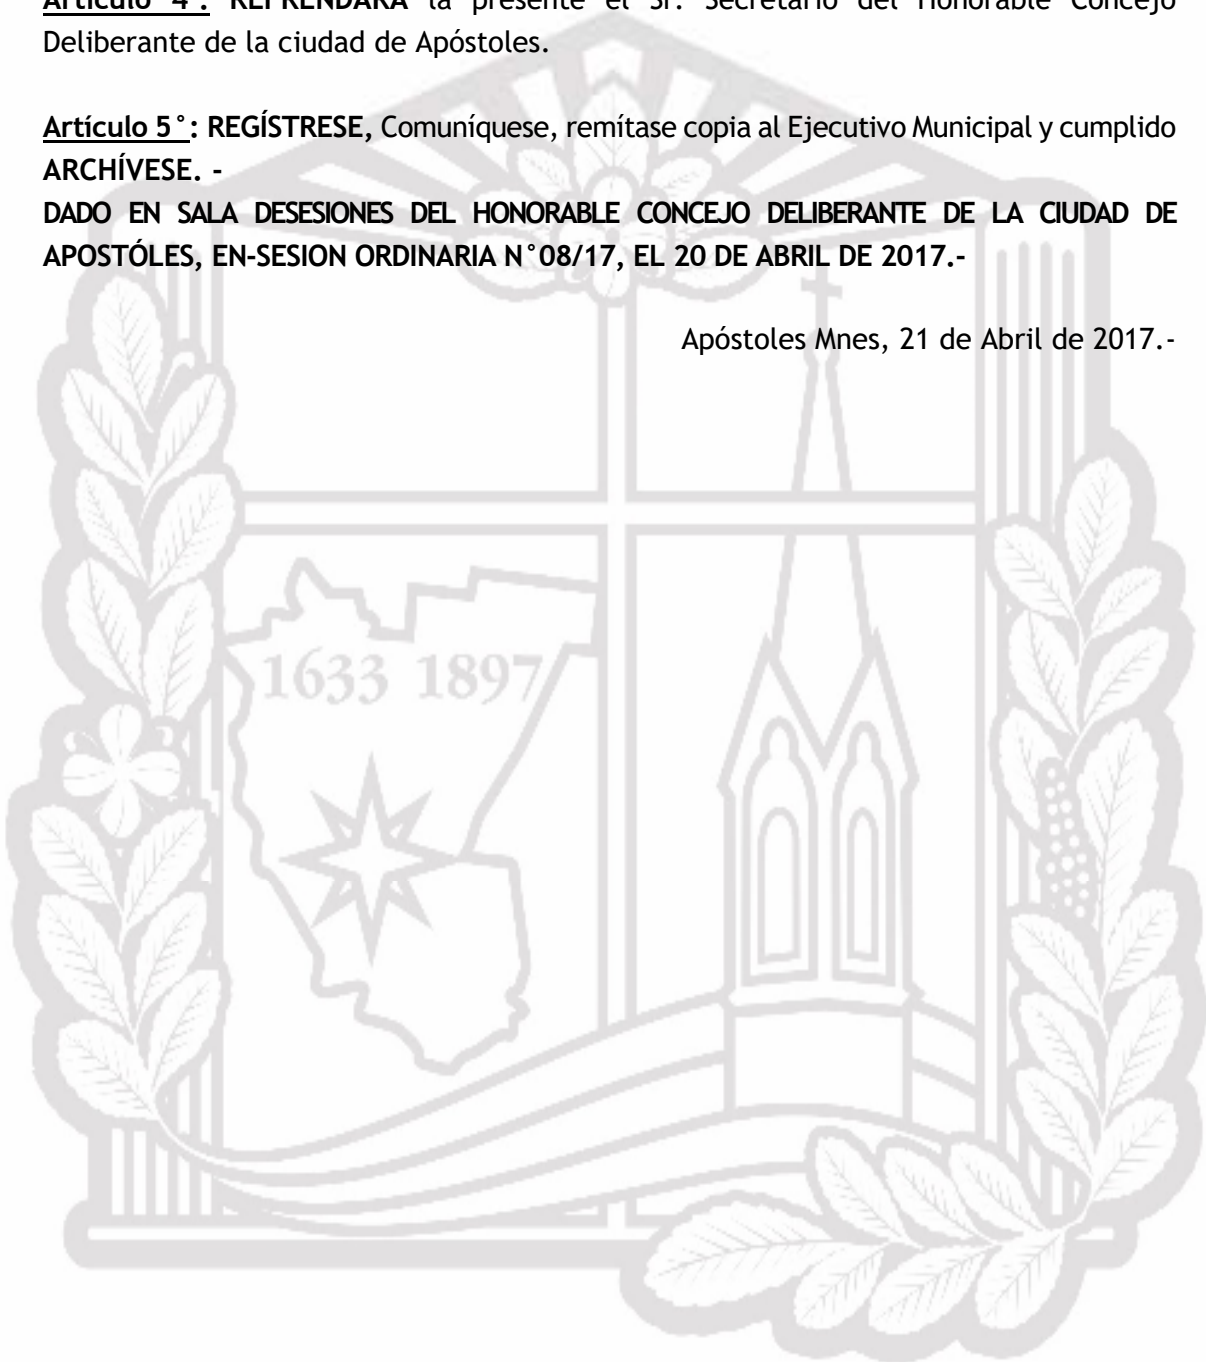 Artículo 4°: REFRENDARA la presente el Sr. Secretario del Honorable Concejo
Deliberante de la ciudad de Apóstoles.
Artículo 5°: REGÍSTRESE, Comuníquese, remítase copia al Ejecutivo Municipal y cumplido
ARCHÍVESE. -
DADO EN SALA DESESIONES DEL HONORABLE CONCEJO DELIBERANTE DE LA CIUDAD DE
APOSTÓLES, EN-SESION ORDINARIA N°08/17, EL 20 DE ABRIL DE 2017.-
Apóstoles Mnes, 21 de Abril de 2017.-
1633 1897